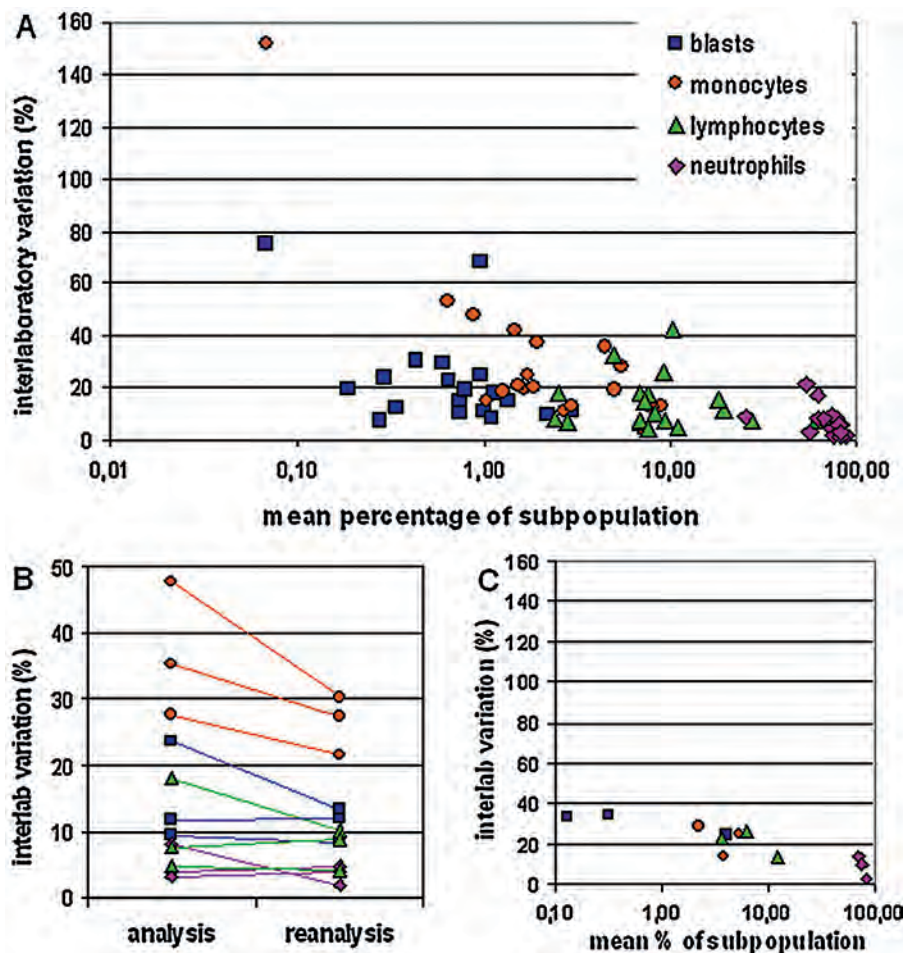 A
160
140
120
100
80
60
40
20
0
interlaboratory variation (%)
blasts
monocytes
lymphocytes
neutrophils
0,01
0,10
1,00
10,00
100,00
mean percentage of subpopulation
B
50
40
30
20
10
0
interlab variation (%)
analysis
reanalysis
C
160
140
120
100
80
60
40
20
0
interlab variation (%)
0,10
1,00
10,00
100,00
mean % of subpopulation